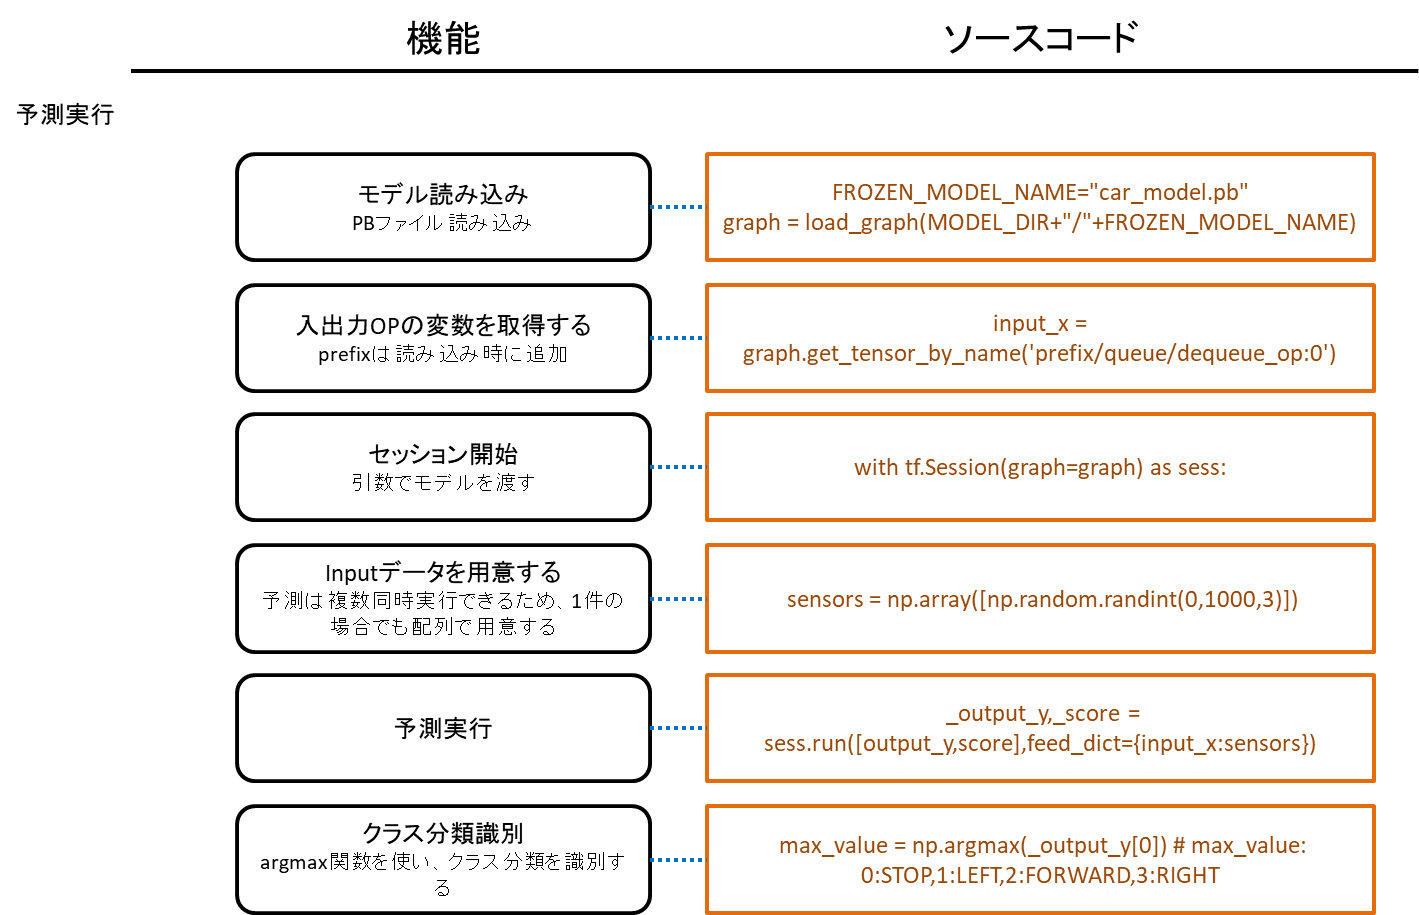 機能
ソースコード
予測実行
モデル読み込み
PBファイル読み込み
FROZEN_MODEL_NAME="car_model.pb"
graph = load_graph(MODEL_DIR+"/"+FROZEN_MODEL_NAME)
入出力OPの変数を取得する
prefixは読み込み時に追加
input_x =
graph.get_tensor_by_name('prefix/queue/dequeue_op:0')
セッション開始
引数でモデルを渡す
with tf.Session(graph=graph) as sess:
Inputデータを用意する
予測は複数同時実行できるため、1件の
場合でも配列で用意する
sensors = np.array([np.random.randint(0,1000,3)])
予測実行
_output_y,_score =
sess.run([output_y,score],feed_dict={input_x:sensors})
クラス分類識別
argmax関数を使い、クラス分類を識別す
る
max_value = np.argmax(_output_y[0]) # max_value:
0:STOP,1:LEFT,2:FORWARD,3:RIGHT